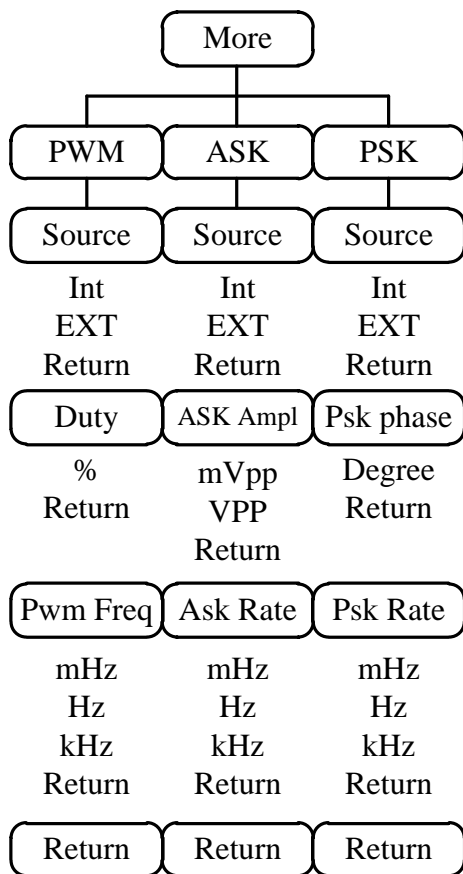 More
PWM ASK PSK
Source Source Source
Int Int Int
EXT EXT EXT
Return Return Return
Duty ASK Ampl Psk phase
% mVpp Degree
Return VPP Return
Return
Pwm Freq Ask Rate Psk Rate
mHz mHz mHz
Hz Hz Hz
kHz kHz kHz
Return Return Return
Return Return Return